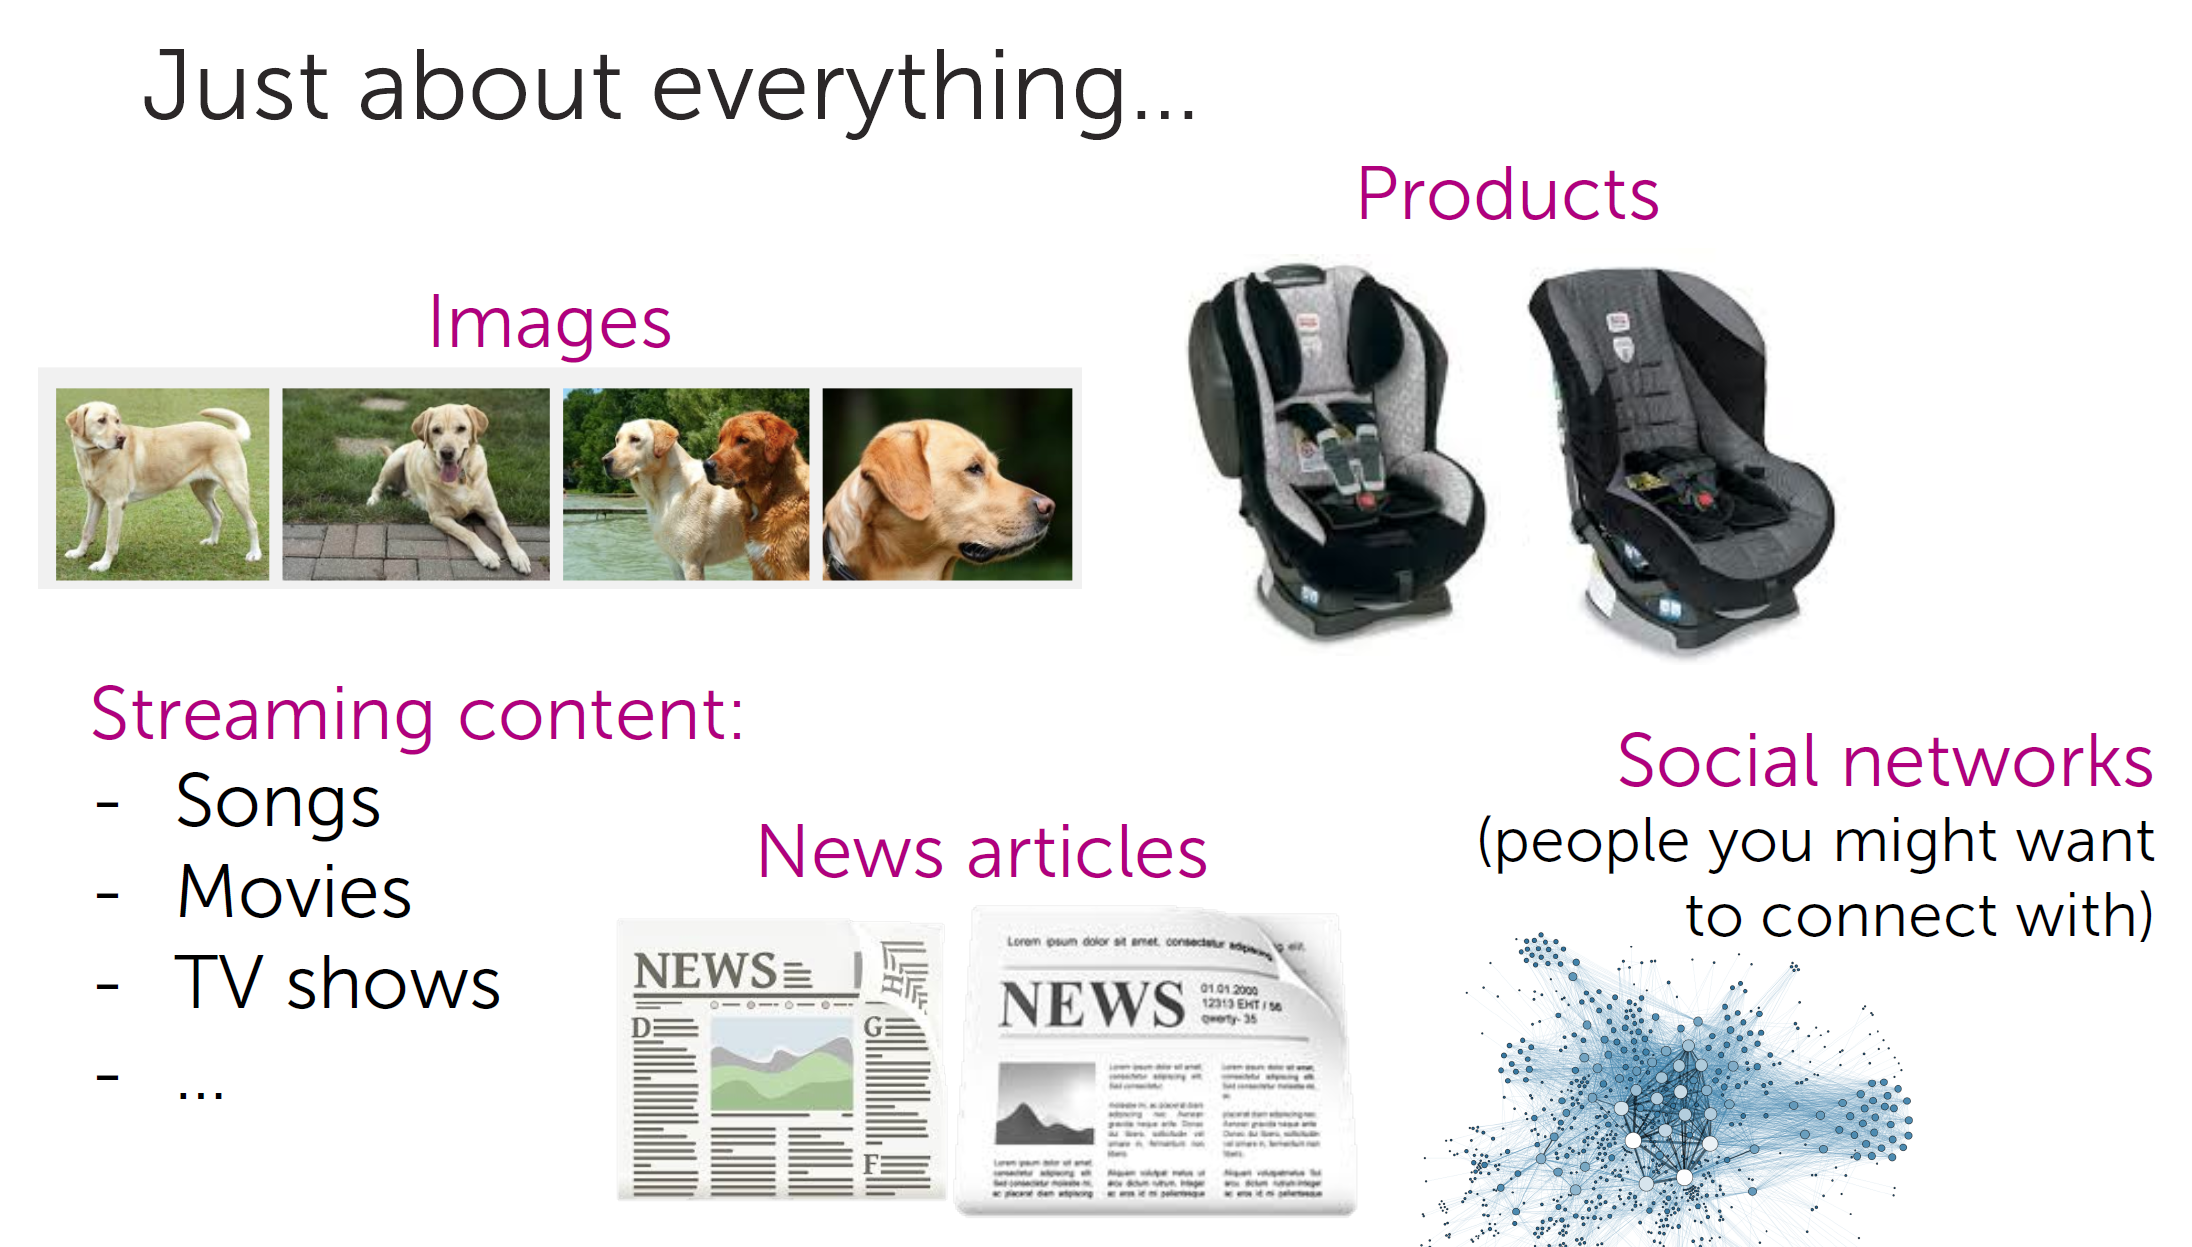 Just about everything...
Products
Images
Streaming content:
- Songs
- Movies
- TV shows
- ...
News articles
Social networks
(people you might want
to connect with)
NEWS
D
G
F
Lorem ipsum dolor sit amet, consectetur adipiscing elit.
NEWS
01.01.2000
12313 EHT / 56
qwerty- 35